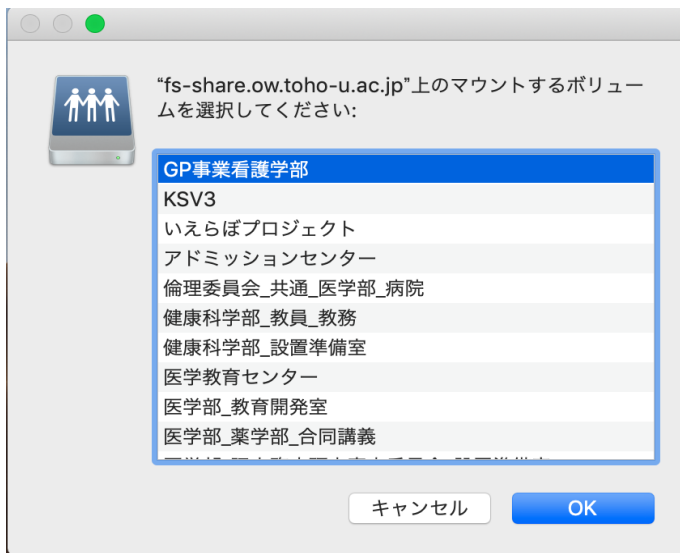 “fs-share.ow.toho-u.ac.jp”上のマウントするボリュー
ムを選択してください:
GP事業看護学部
KSV3
いえらぼプロジェクト
アドミッションセンター
倫理委員会_共通_医学部_病院
健康科学部_教員_教務
健康科学部_設置準備室
医学教育センター
医学部_教育開発室
医学部_薬学部_合同講義
キャンセル
OK